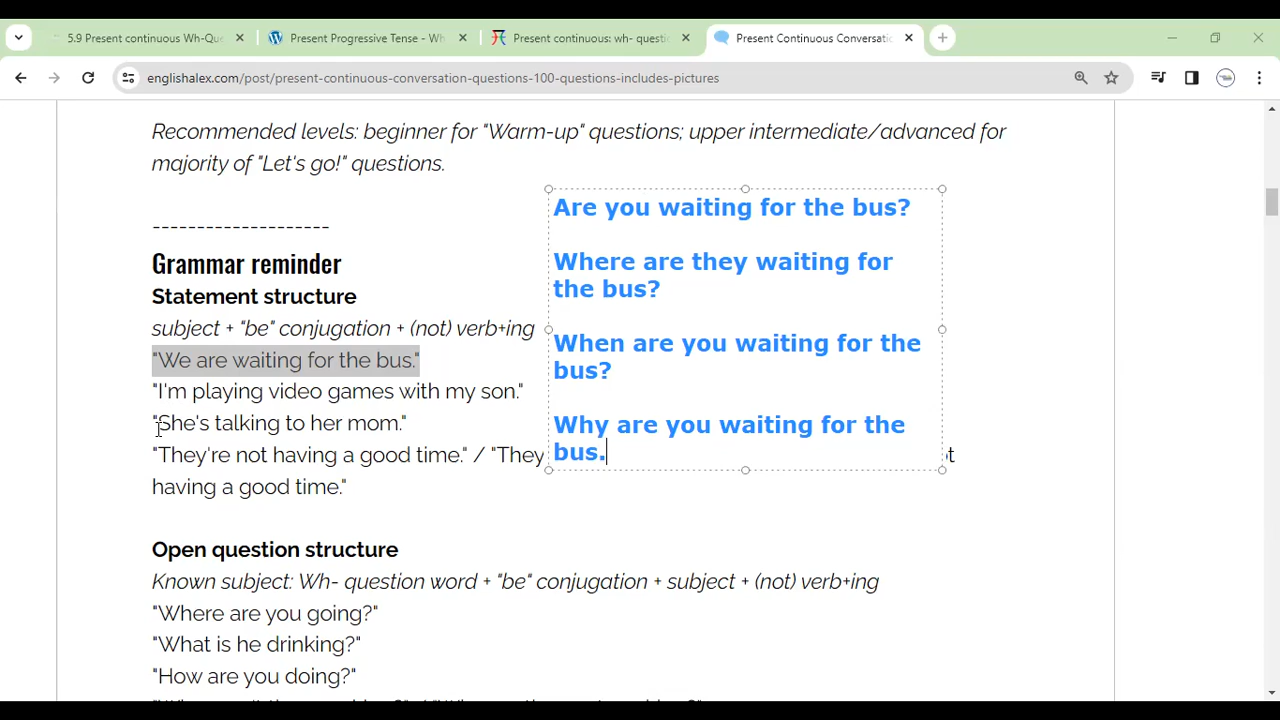 5.9 Present continuous Wh-Qu
Present Progressive Tense - Wh
Present continuous: wh- questi
Present Continuous Conversatio
englishalex.com/post/present-continuous-conversation-questions-100-questions-includes-pictures
Recommended levels: beginner for "Warm-up" questions; upper intermediate/advanced for
majority of "Let's go!" questions.
--------------------
Grammar reminder
Statement structure
subject + "be" conjugation + (not) verb+ing
"We are waiting for the bus."
"I'm playing video games with my son."
"She's talking to her mom."
"They're not having a good time." / "They
t
having a good time."
Are you waiting for the bus?
Where are they waiting for
the bus?
When are you waiting for the
bus?
Why are you waiting for the
bus.
Open question structure
Known subject: Wh- question word + "be" conjugation + subject + (not) verb+ing
"Where are you going?"
"What is he drinking?"
"How are you doing?"